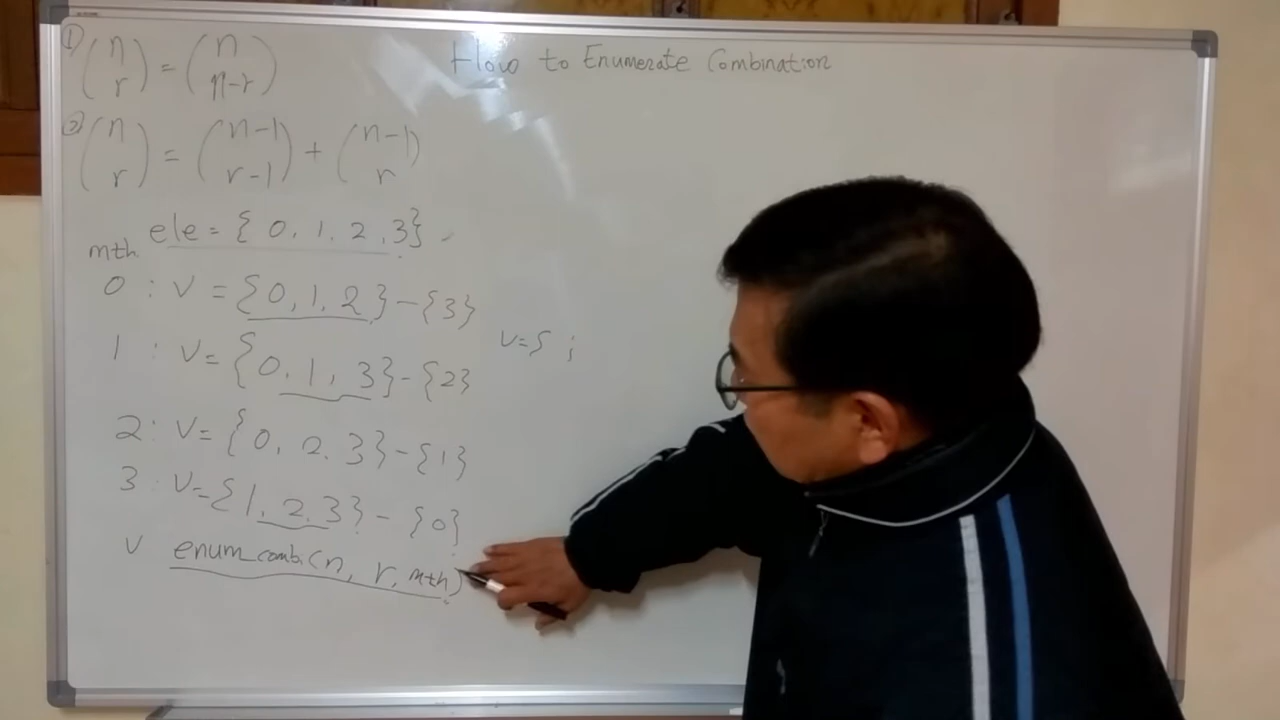 How to Enumerate Combination
① (n r) = (n n-r)
② (n r) = (n-1 r-1) + (n-1 r)
ele = { 0, 1, 2, 3 }
mth
0 : v = {0, 1, 2} - {3}
1 : v = {0, 1, 3} - {2}
v = { ;
2 : v = {0, 2, 3} - {1}
3 : v = {1, 2, 3} - {0}
v enum_combi(n, r, mth)